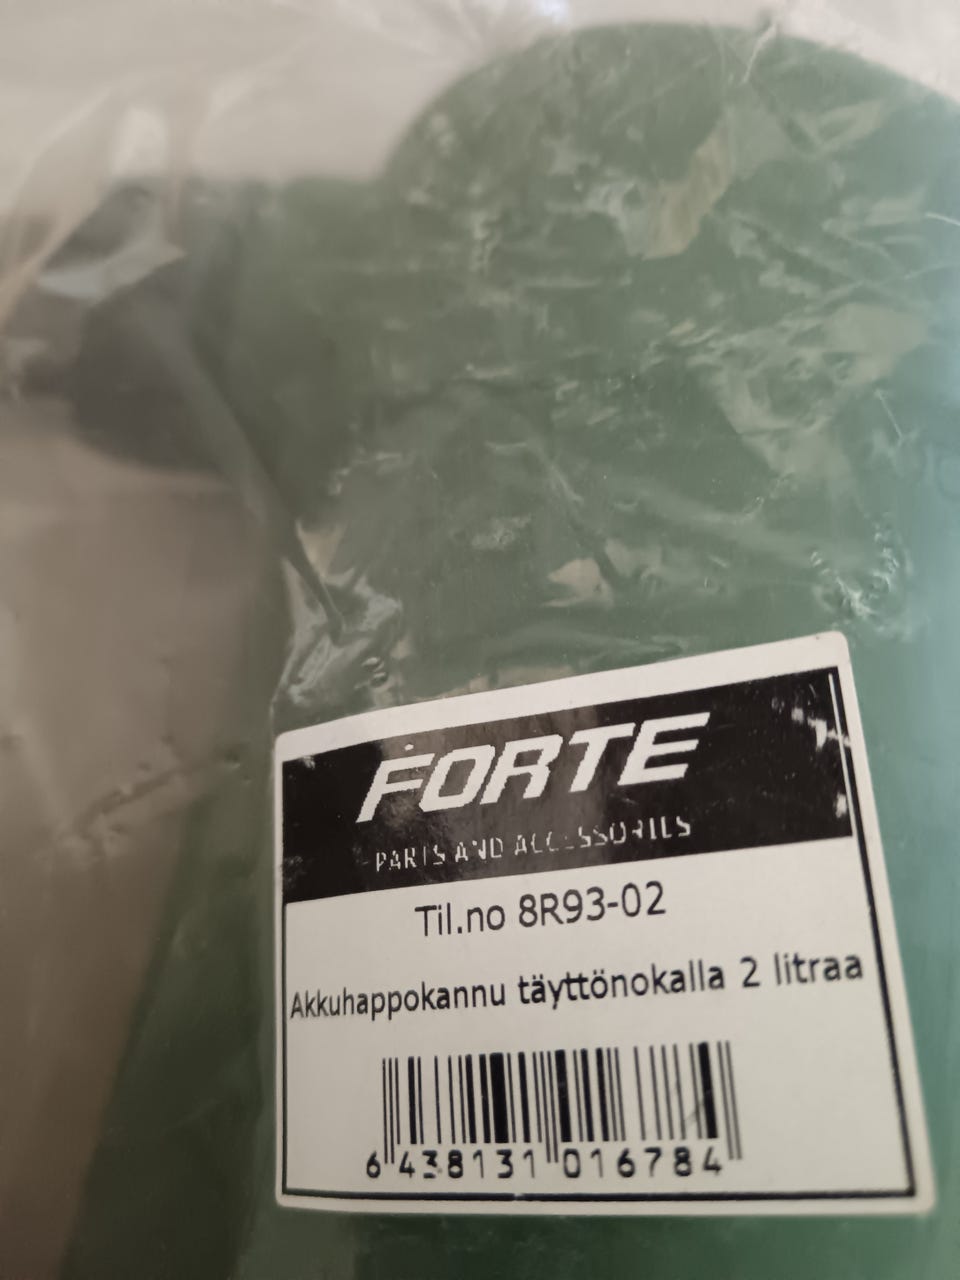 FORTE
PARTS AND ACCESSORIES
Til.no 8R93-02
Akkuhappokannu täyttönokalla 2 litraa
6 438131 016784